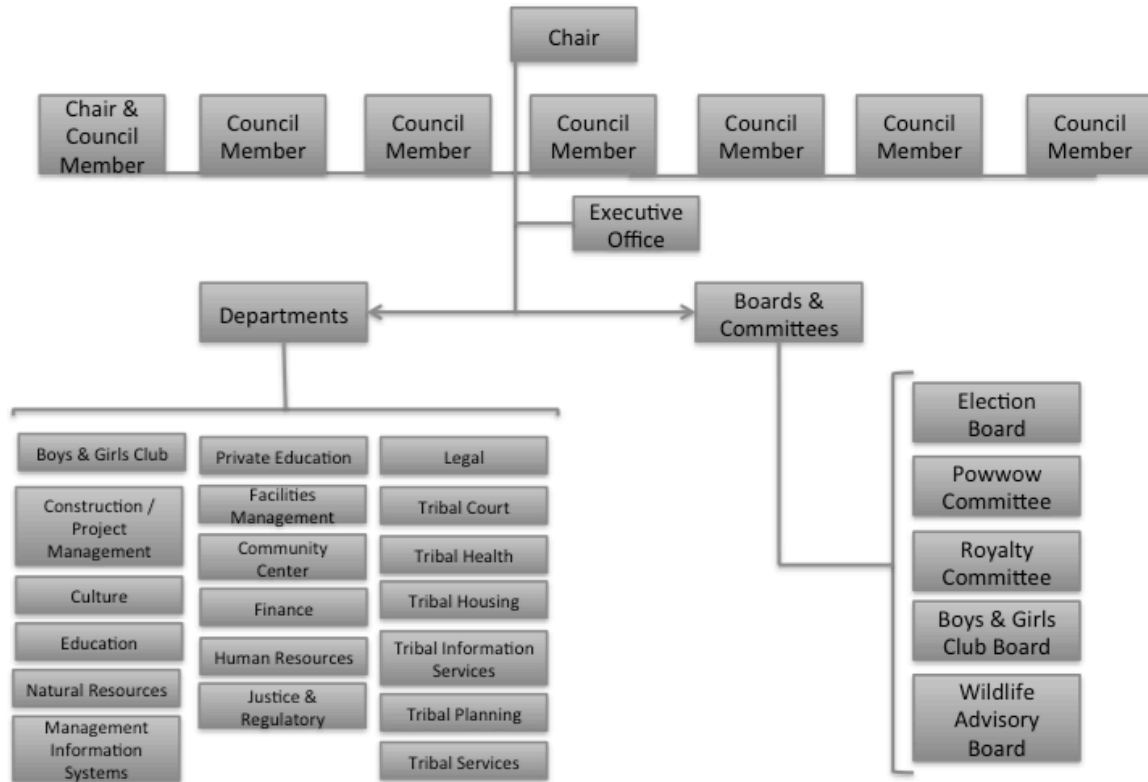 Chair
Chair &
Council
Member
Council
Member
Council
Member
Council
Member
Council
Member
Council
Member
Council
Member
Executive
Office
Departments
Boards &
Committees
Boys & Girls Club
Construction /
Project
Management
Culture
Education
Natural Resources
Management
Information
Systems
Private Education
Facilities
Management
Community
Center
Finance
Human Resources
Justice &
Regulatory
Legal
Tribal Court
Tribal Health
Tribal Housing
Tribal Information
Services
Tribal Planning
Tribal Services
Election
Board
Powwow
Committee
Royalty
Committee
Boys & Girls
Club Board
Wildlife
Advisory
Board